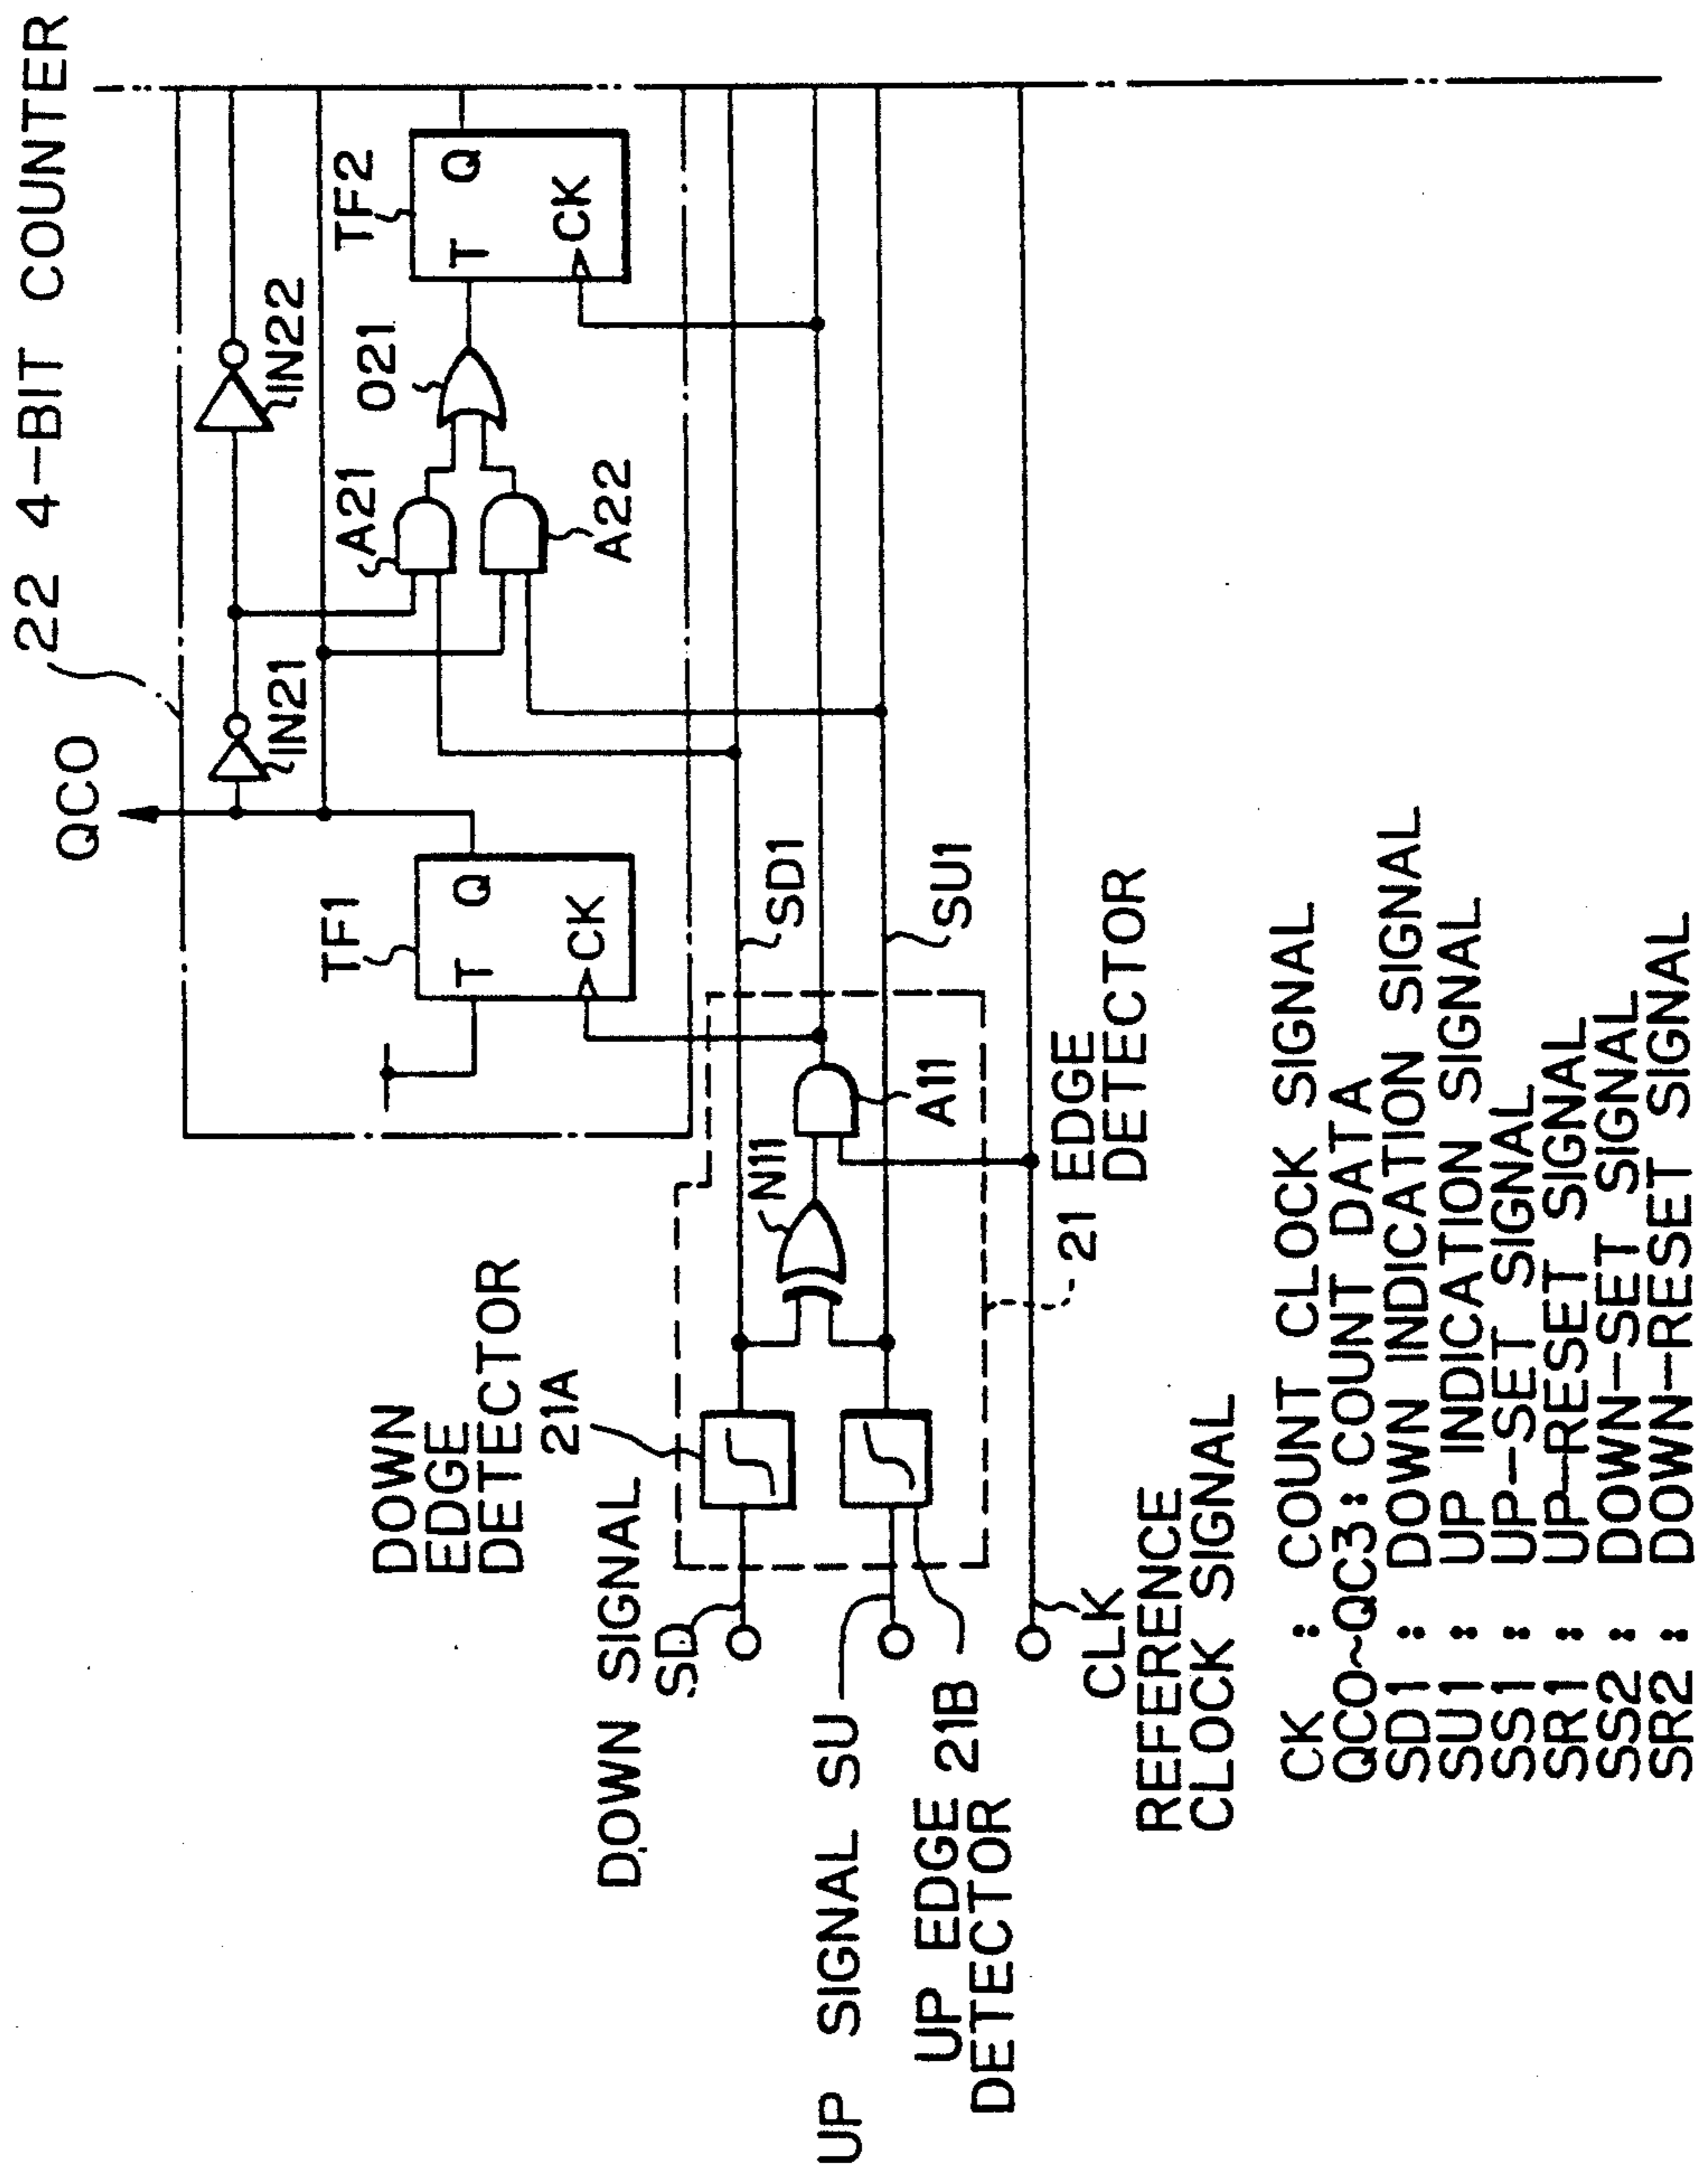 22 4-BIT COUNTER
QC0
IN21
IN22
TF1
T
Q
CK
A21
A22
O21
TF2
T
Q
CK
DOWN
EDGE
DETECTOR
21A
DOWN SIGNAL
SD
SD1
N11
A11
SU1
UP SIGNAL SU
UP EDGE
DETECTOR 21B
21 EDGE
DETECTOR
CLK
REFERENCE
CLOCK SIGNAL
CK : COUNT CLOCK SIGNAL
QC0~QC3: COUNT DATA
SD1 : DOWN INDICATION SIGNAL
SU1 : UP INDICATION SIGNAL
SS1 : UP-SET SIGNAL
SR1 : UP-RESET SIGNAL
SS2 : DOWN-SET SIGNAL
SR2 : DOWN-RESET SIGNAL